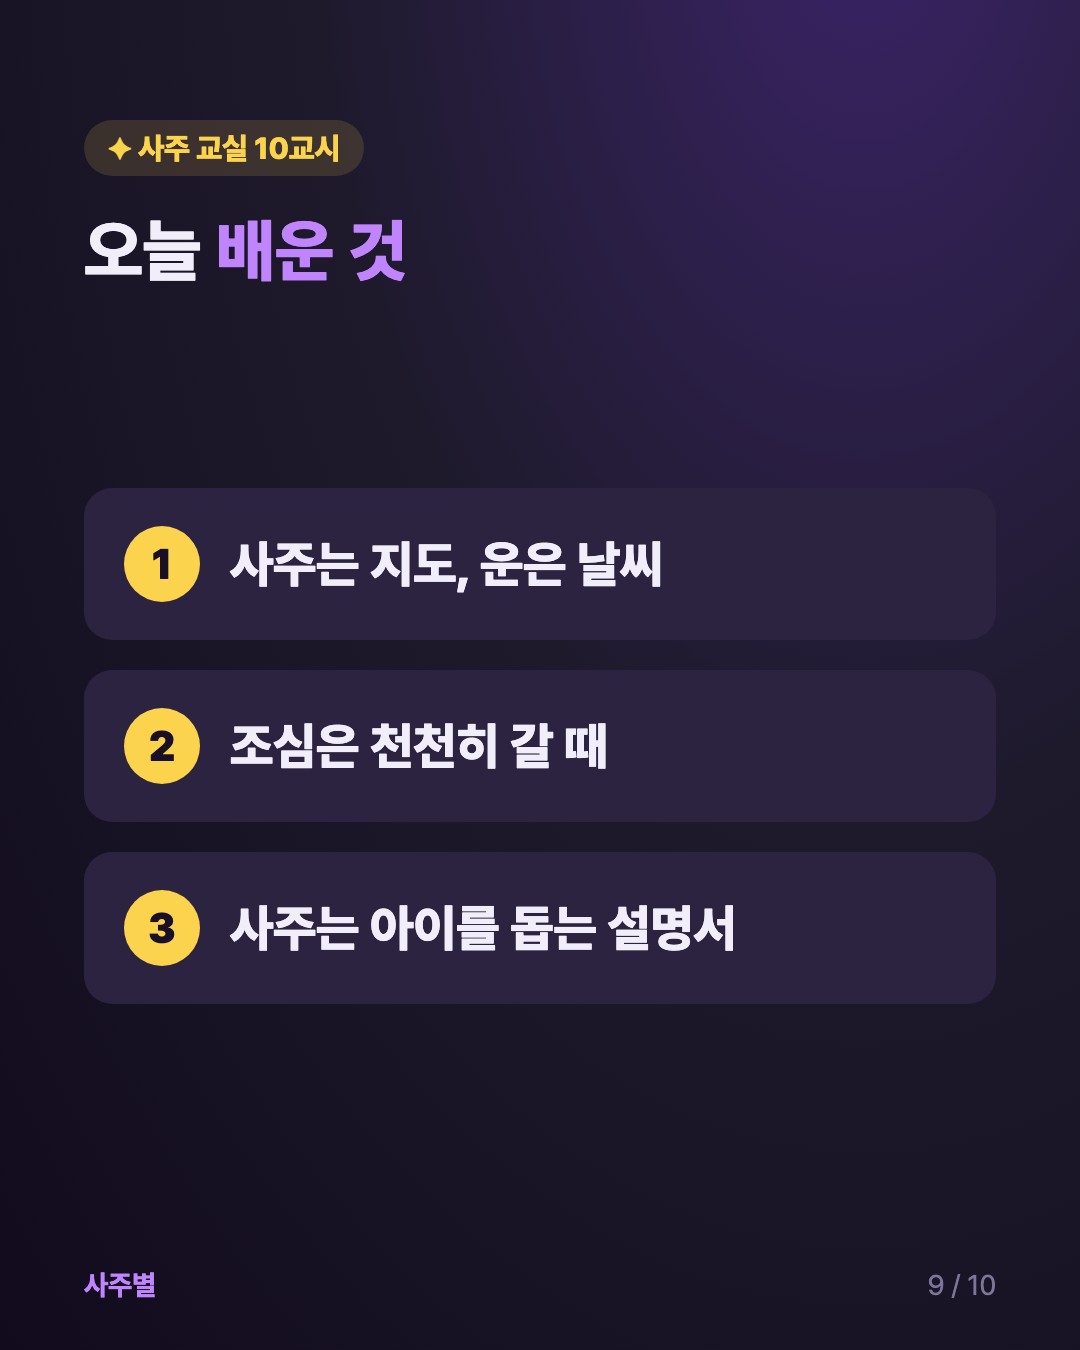 ✦ 사주 교실 10교시
오늘 배운 것
1 사주는 지도, 운은 날씨
2 조심은 천천히 갈 때
3 사주는 아이를 돕는 설명서
사주별
9 / 10